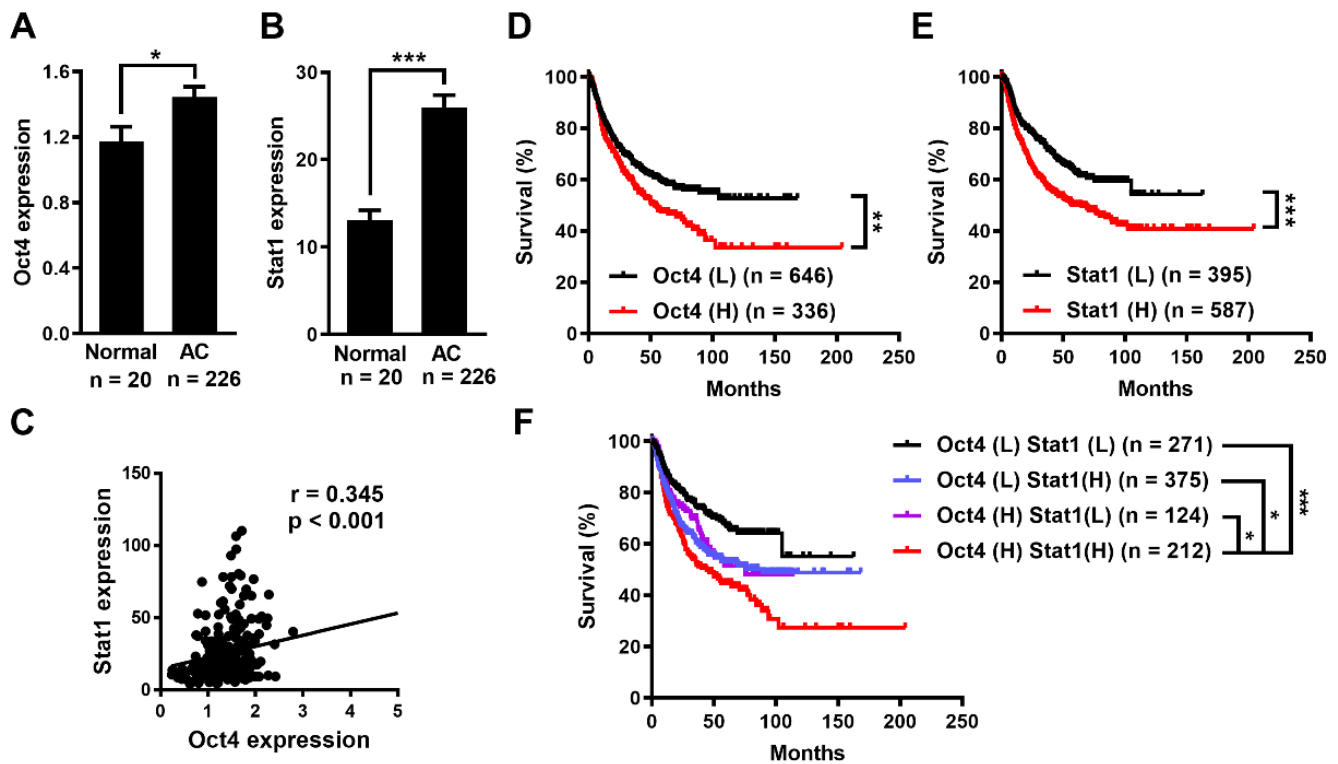 A
Oct4 expression
1.6
1.2
0.8
0.4
0.0
*
Normal
n = 20
AC
n = 226
B
Stat1 expression
30
20
10
0
***
Normal
n = 20
AC
n = 226
D
Survival (%)
100
80
60
40
20
0
**
Oct4 (L) (n = 646)
Oct4 (H) (n = 336)
0 50 100 150 200 250
Months
E
Survival (%)
100
80
60
40
20
0
***
Stat1 (L) (n = 395)
Stat1 (H) (n = 587)
0 50 100 150 200 250
Months
C
Stat1 expression
150
100
50
0
r = 0.345
p < 0.001
0 1 2 3 4 5
Oct4 expression
F
Survival (%)
100
80
60
40
20
0
0 50 100 150 200 250
Months
Oct4 (L) Stat1 (L) (n = 271)
Oct4 (L) Stat1(H) (n = 375)
Oct4 (H) Stat1(L) (n = 124)
Oct4 (H) Stat1(H) (n = 212)
*
*
***